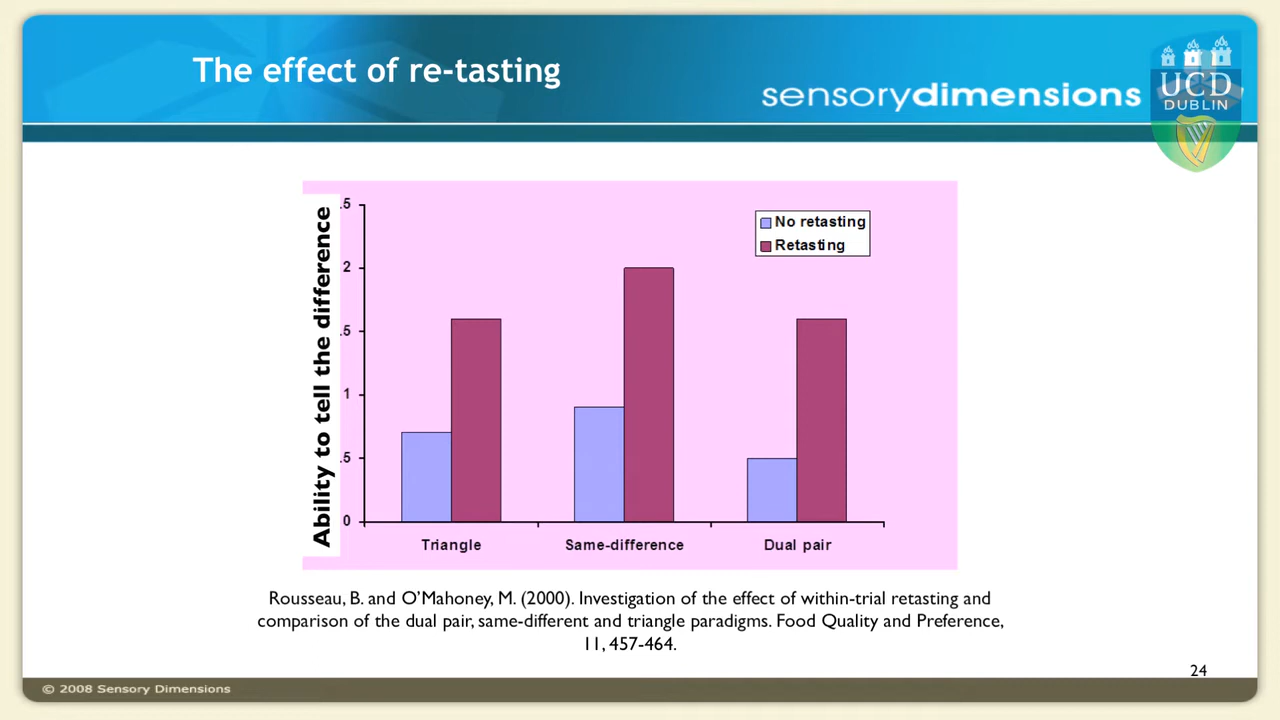 The effect of re-tasting
sensorydimensions
UCD
DUBLIN
Ability to tell the difference
.5
2
.5
1
.5
0
No retasting
Retasting
Triangle
Same-difference
Dual pair
Rousseau, B. and O’Mahoney, M. (2000). Investigation of the effect of within-trial retasting and
comparison of the dual pair, same-different and triangle paradigms. Food Quality and Preference,
11, 457-464.
24
© 2008 Sensory Dimensions